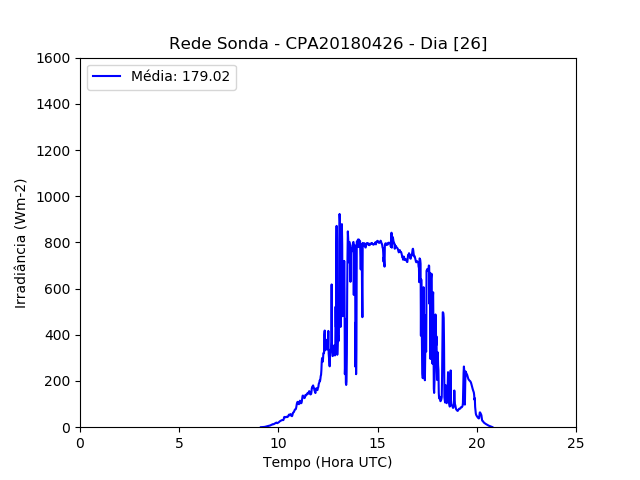 Rede Sonda - CPA20180426 - Dia [26]
Média: 179.02
1600
1400
1200
1000
800
600
400
200
0
Irradiância (Wm-2)
0 5 10 15 20 25
Tempo (Hora UTC)